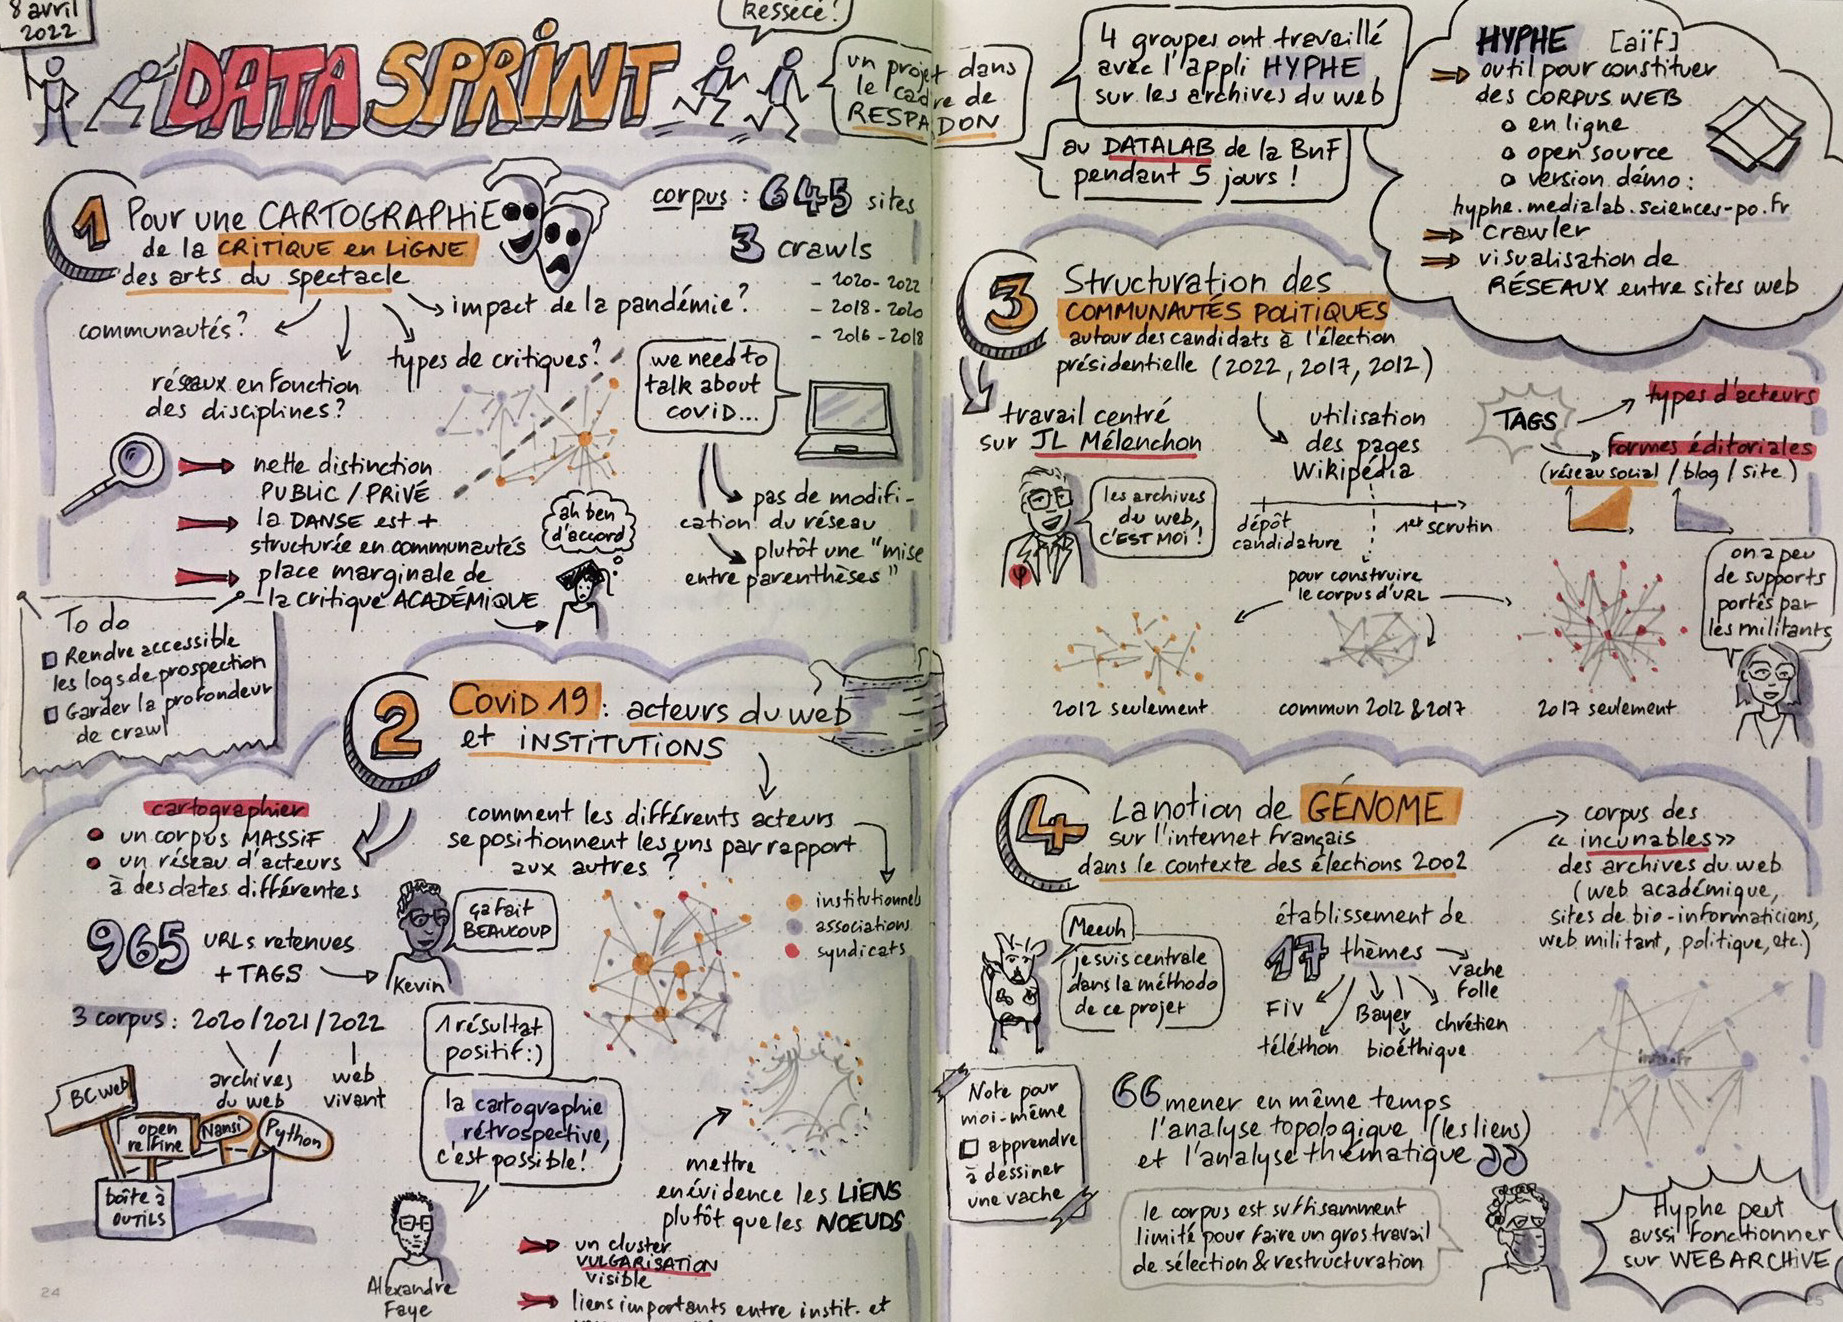 8 avril
2022
DATA SPRINT
Ressecé!
un projet dans
le cadre de
RESPADON
4 groupes ont travaillé
avec l'appli HYPHE
sur les archives du web
au DATALAB de la BnF
pendant 5 jours !
HYPHE [aïf]
outil pour constituer
des CORPUS WEB
en ligne
open source
version démo :
hyphe.medialab.sciences-po.fr
crawler
visualisation de
RÉSEAUX entre sites web
1 Pour une CARTOGRAPHIE
de la CRITIQUE en LIGNE
des arts du spectacle
corpus : 645 sites
3 crawls
- 2020-2022
- 2018-2020
- 2016-2018
communautés?
impact de la pandémie?
types de critiques?
réseaux en fonction
des disciplines?
we need to
talk about
covid...
nette distinction
PUBLIC / PRIVÉ
la DANSE est +
structurée en communautés
place marginale de
la critique ACADÉMIQUE
ah ben
d'accord
pas de modifi-
cation du réseau
plutôt une "mise
entre parenthèses"
To do
Rendre accessible
les logs de prospection
Garder la profondeur
de crawl
2 Covid 19 : acteurs du web
et INSTITUTIONS
cartographier
un corpus MASSIF
un réseau d'acteurs
à des dates différentes
comment les différents acteurs
se positionnent les uns par rapport
aux autres ?
institutionnels
associations
syndicats
965 URLs retenues
+ TAGS
Kevin
ça fait
BEAUCOUP
3 corpus : 2020/2021/2022
archives
du web
web
vivant
BCweb
open
refine
Nansi
Python
boîte à
OUTILS
1 résultat
positif :)
la cartographie
rétrospective,
c'est possible!
Alexandre
Faye
mettre
en évidence les LIENS
plutôt que les NŒUDS
un cluster
VULGARISATION
visible
liens importants entre instit. et
24
3 Structuration des
COMMUNAUTÉS POLITIQUES
autour des candidats à l'élection
présidentielle (2022, 2017, 2012)
travail centré
sur JL Mélenchon
les archives
du web,
C'EST MOI !
φ
utilisation
des pages
Wikipédia
dépôt
candidature
1er scrutin
pour construire
le corpus d'URL
TAGS
types d'acteurs
formes éditoriales
(réseau social / blog / site)
on a peu
de supports
portés par
les militants
2012 seulement
commun 2012 & 2017
2017 seulement
4 La notion de GÉNOME
sur l'internet français
dans le contexte des élections 2002
corpus des
« incunables »
des archives du web
(web académique,
sites de bio-informaticiens,
web militant, politique, etc.)
Meeuh
je suis centrale
dans la méthodo
de ce projet
établissement de
17 thèmes
FIV
téléthon
Bayer
bioéthique
chrétien
vache
folle
Note pour
moi-même
apprendre
à dessiner
une vache
66 mener en même temps
l'analyse topologique (les liens)
et l'analyse thématique 99
le corpus est suffisamment
limité pour faire un gros travail
de sélection & restructuration
Hyphe peut
aussi fonctionner
sur WEBARCHIVE
25